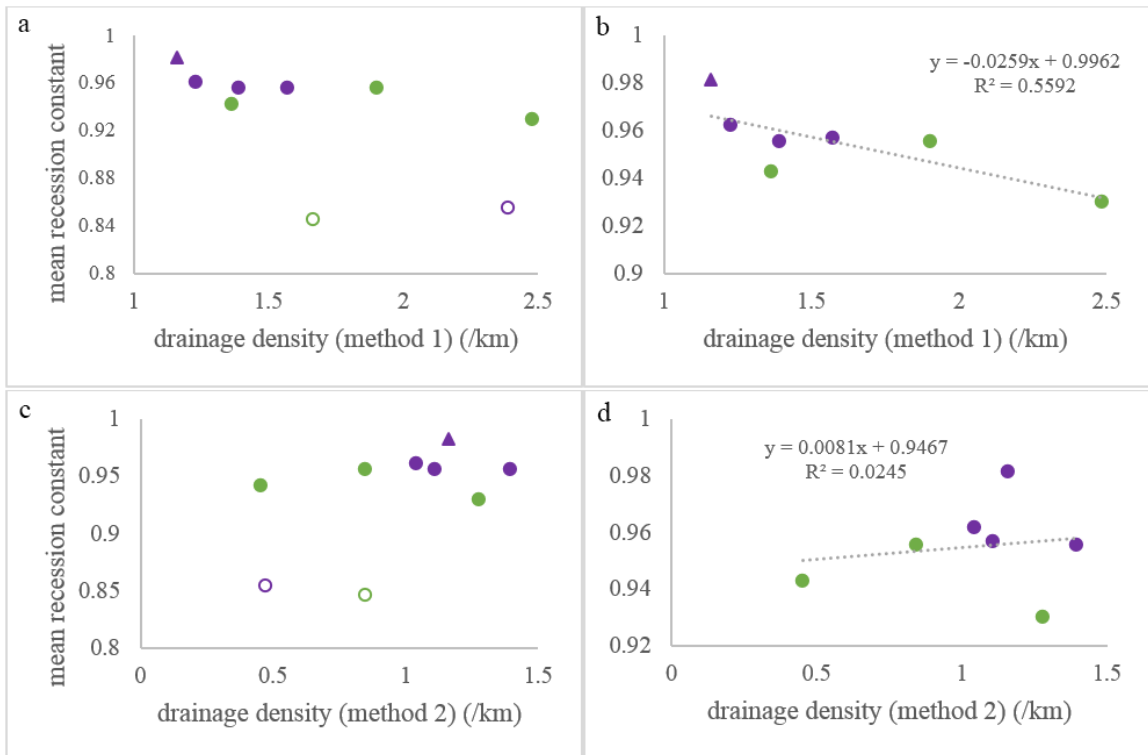 a
mean recession constant
1
0.96
0.92
0.88
0.84
0.8
1
1.5
2
2.5
drainage density (method 1) (/km)
b
1
0.98
0.96
0.94
0.92
0.9
y = -0.0259x + 0.9962
R² = 0.5592
1
1.5
2
2.5
drainage density (method 1) (/km)
c
mean recession constant
1
0.95
0.9
0.85
0.8
0
0.5
1
1.5
drainage density (method 2) (/km)
d
1
0.98
0.96
0.94
0.92
y = 0.0081x + 0.9467
R² = 0.0245
0
0.5
1
1.5
drainage density (method 2) (/km)